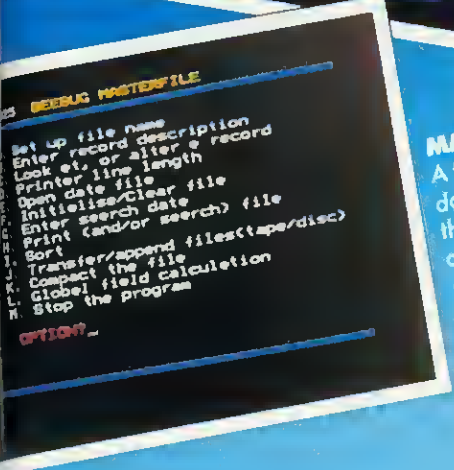 BEEBUG MASTERFILE
Set up file name
Enter record description
Look at, or alter a record
Printer line length
Open data file
Initialise/Clear file
Enter search data
H. Print (and/or search) file
I. Sort
J. Transfer/append files(tape/disc)
K. Compact the file
L. Global field calculation
M. Stop the program
OPTION?_